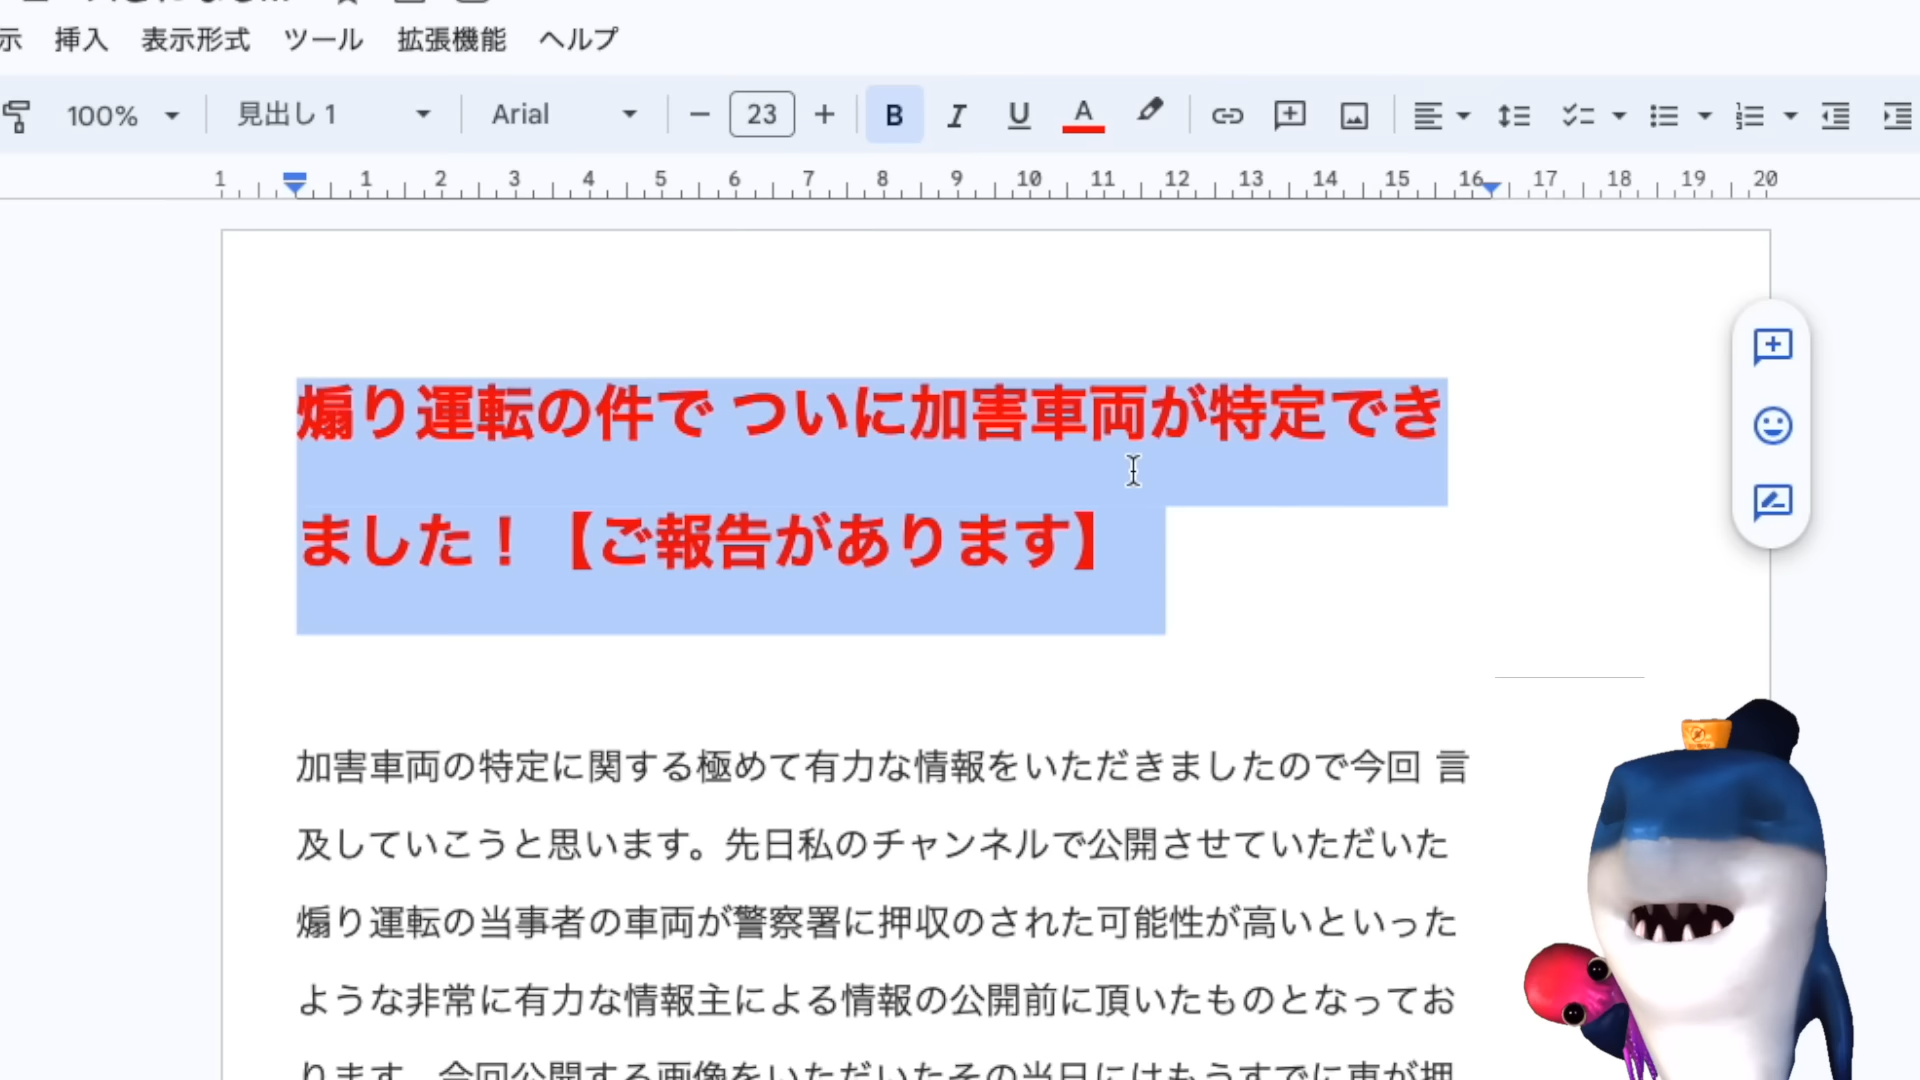 示 挿入 表示形式 ツール 拡張機能 ヘルプ
100% 見出し 1 Arial − 23 + B I U A
1 1 2 3 4 5 6 7 8 9 10 11 12 13 14 15 16 17 18 19 20
煽り運転の件で ついに加害車両が特定でき
ました！【ご報告があります】
加害車両の特定に関する極めて有力な情報をいただきましたので今回 言
及していこうと思います。先日私のチャンネルで公開させていただいた
煽り運転の当事者の車両が警察署に押収のされた可能性が高いといった
ような非常に有力な情報主による情報の公開前に頂いたものとなってお
ります。今回公開する画像をいただいたその当日にはもうすでに車が押